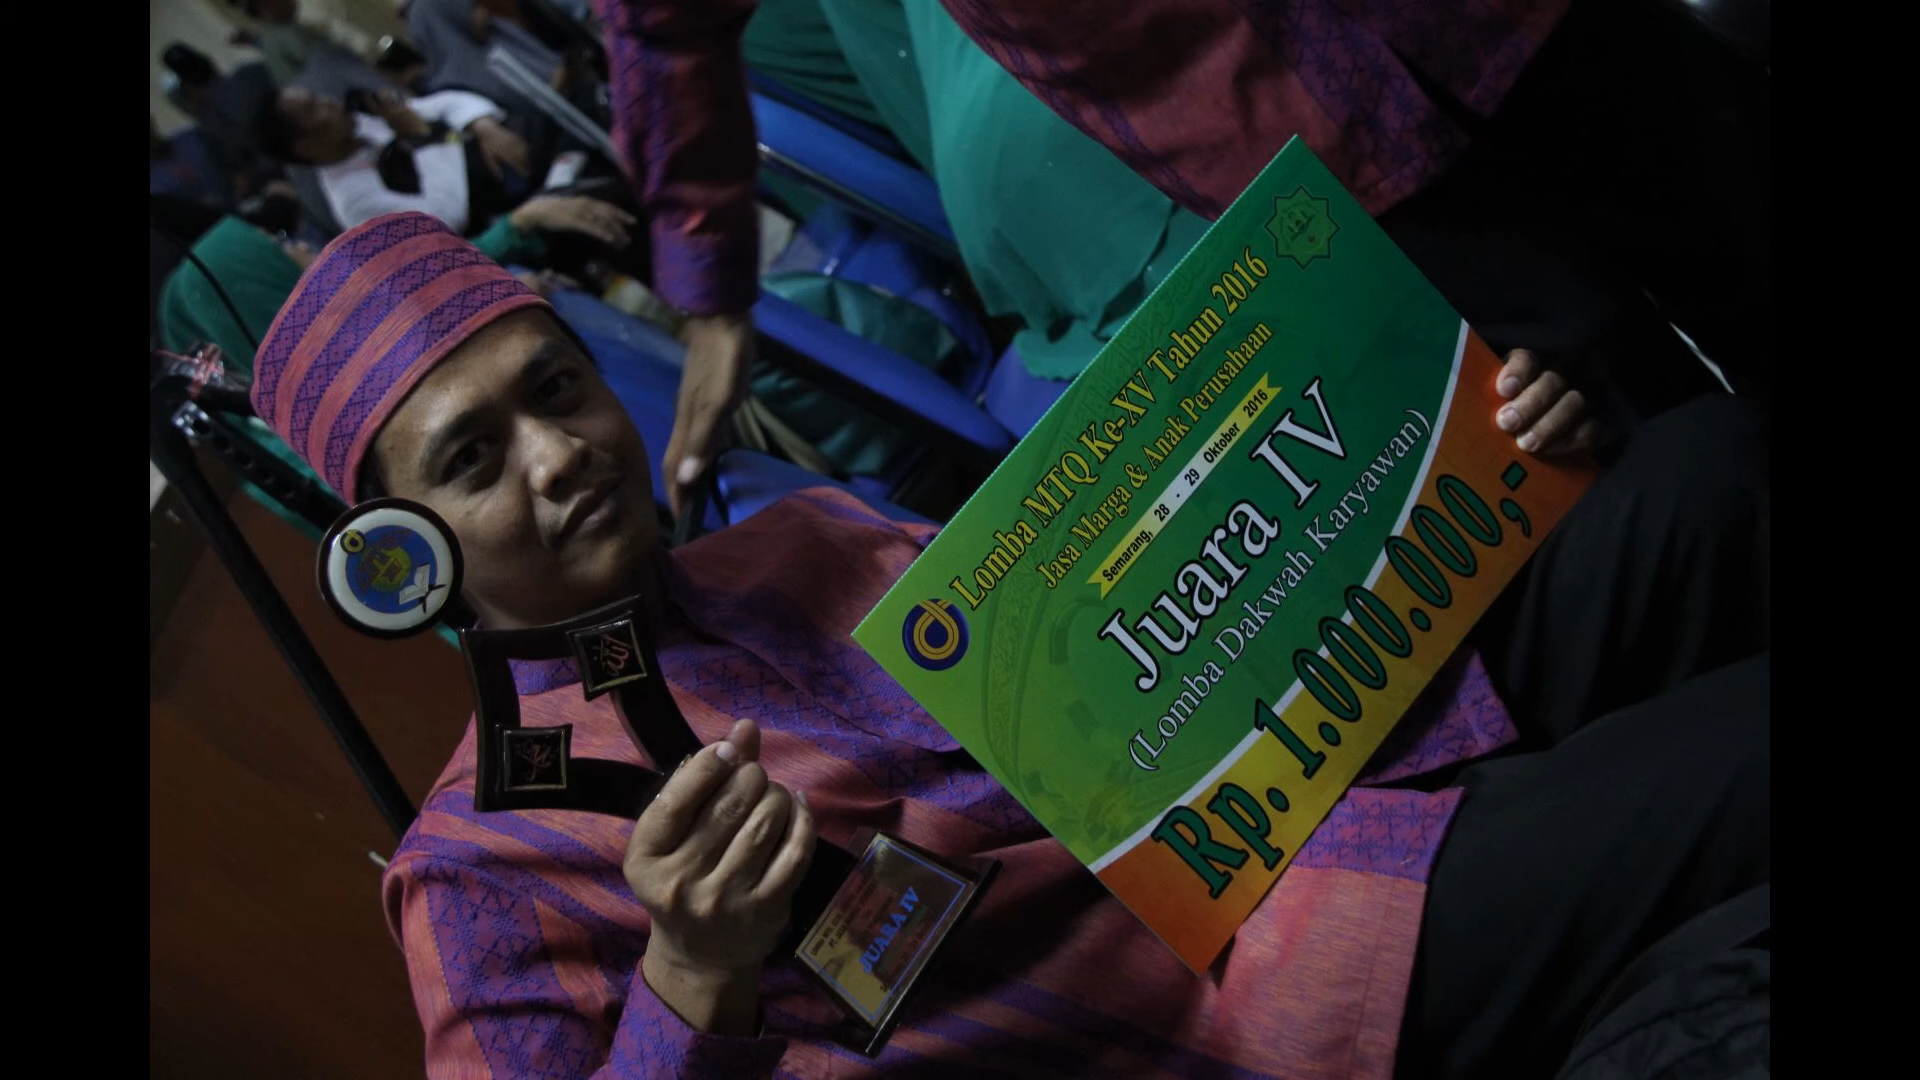 Lomba MTQ Ke-XV Tahun 2016
Jasa Marga & Anak Perusahaan
Semarang, 28 - 29 Oktober 2016
Juara IV
(Lomba Dakwah Karyawan)
Rp. 1.000.000,-
JUARA IV